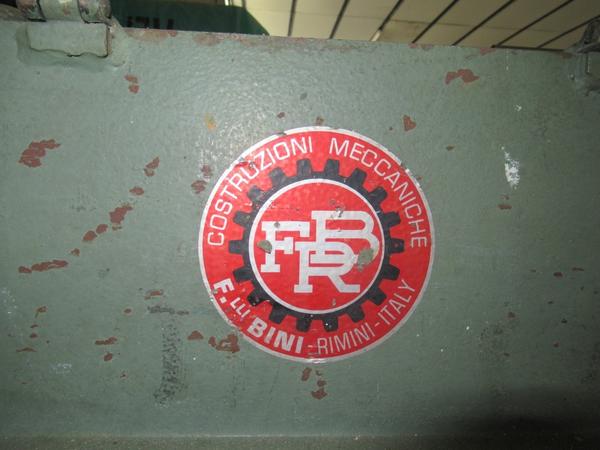 COSTRUZIONI MECCANICHE
FBR
F.LLI BINI - RIMINI - ITALY